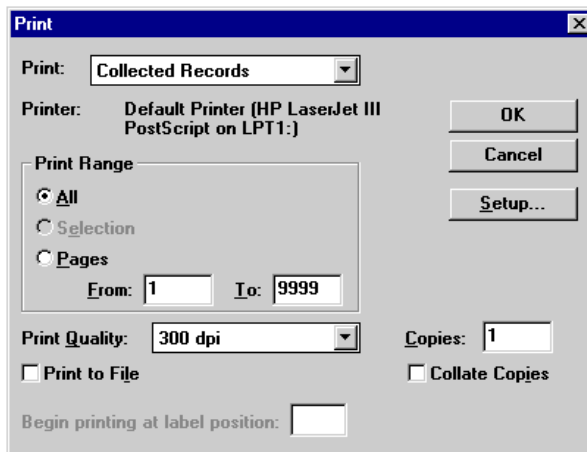 Print
Print: Collected Records
Printer: Default Printer (HP LaserJet III
PostScript on LPT1:)
OK
Cancel
Setup...
Print Range
All
Selection
Pages
From: 1 To: 9999
Print Quality: 300 dpi
Copies: 1
Print to File
Collate Copies
Begin printing at label position: